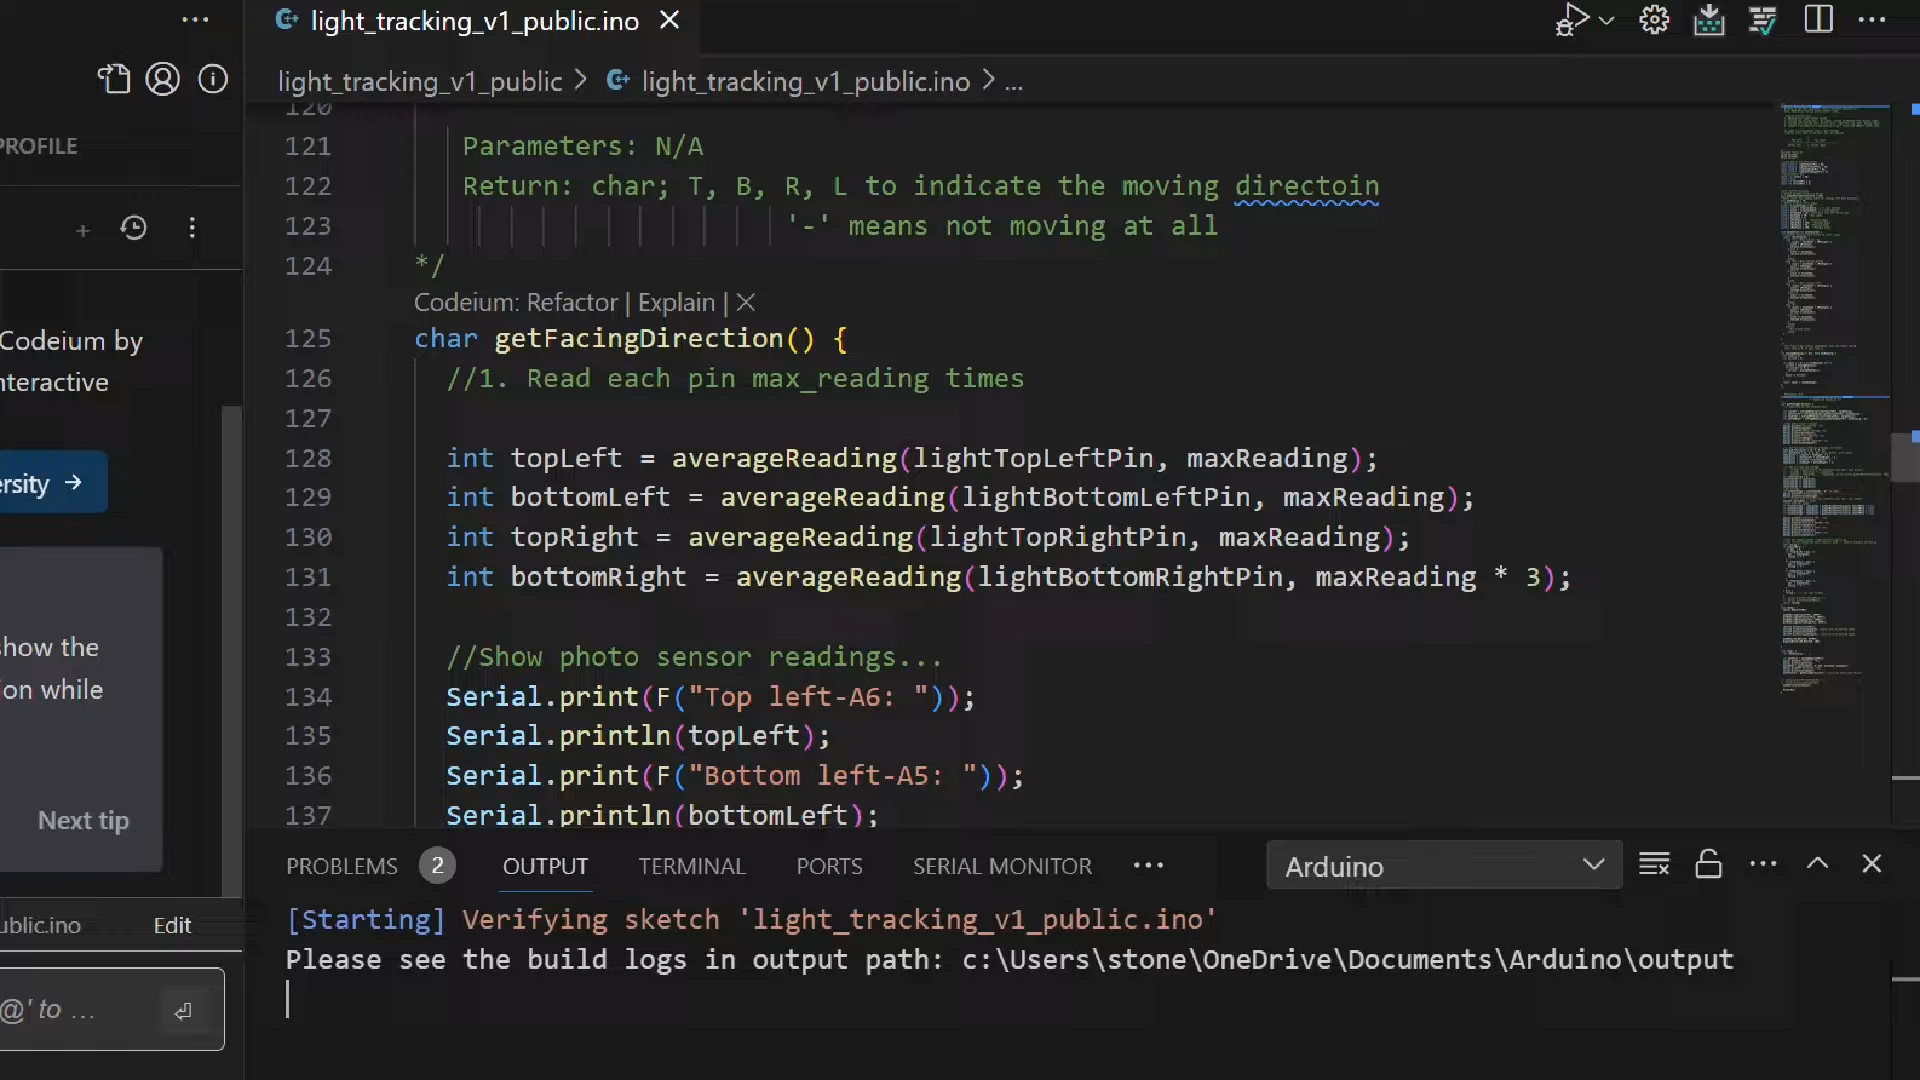 light_tracking_v1_public.ino
light_tracking_v1_public > light_tracking_v1_public.ino > ...
PROFILE
Codeium by
nteractive
ersity →
show the
ion while
Next tip
ublic.ino Edit
@' to ...
120
121 Parameters: N/A
122 Return: char; T, B, R, L to indicate the moving directoin
123 '-' means not moving at all
124 */
Codeium: Refactor | Explain | ×
125 char getFacingDirection() {
126 //1. Read each pin max_reading times
127
128 int topLeft = averageReading(lightTopLeftPin, maxReading);
129 int bottomLeft = averageReading(lightBottomLeftPin, maxReading);
130 int topRight = averageReading(lightTopRightPin, maxReading);
131 int bottomRight = averageReading(lightBottomRightPin, maxReading * 3);
132
133 //Show photo sensor readings...
134 Serial.print(F("Top left-A6: "));
135 Serial.println(topLeft);
136 Serial.print(F("Bottom left-A5: "));
137 Serial.println(bottomLeft);
PROBLEMS 2 OUTPUT TERMINAL PORTS SERIAL MONITOR ... Arduino
[Starting] Verifying sketch 'light_tracking_v1_public.ino'
Please see the build logs in output path: c:\Users\stone\OneDrive\Documents\Arduino\output